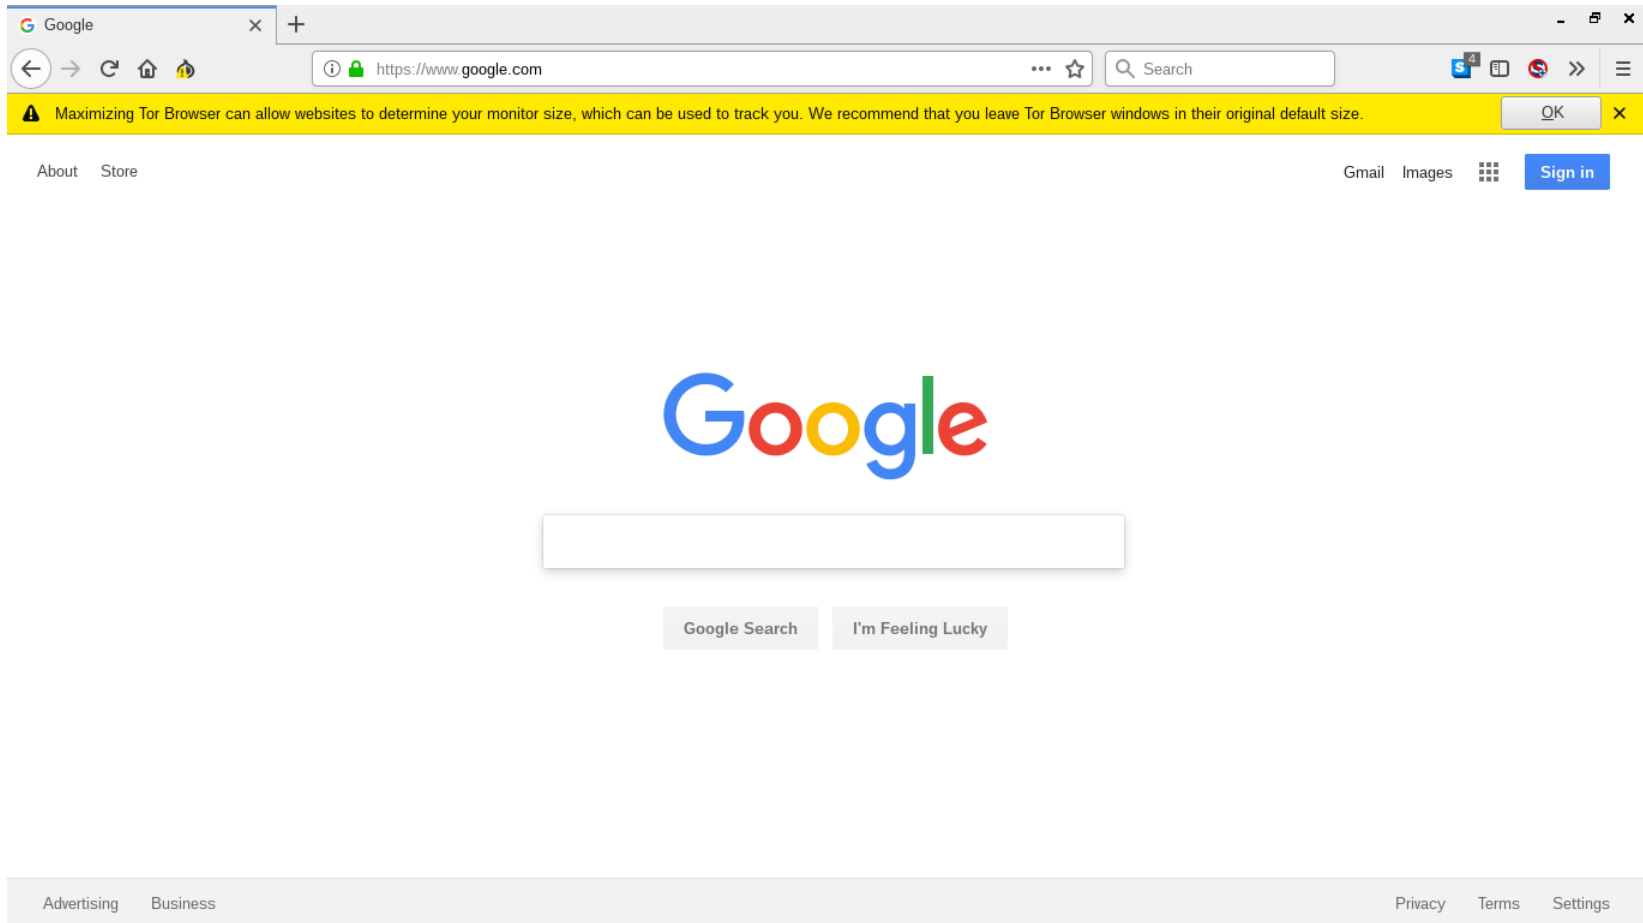 Google
https://www.google.com
Search
S 4
Maximizing Tor Browser can allow websites to determine your monitor size, which can be used to track you. We recommend that you leave Tor Browser windows in their original default size.
OK
About Store
Gmail Images
Sign in
Google
Google Search
I'm Feeling Lucky
Advertising Business
Privacy Terms Settings